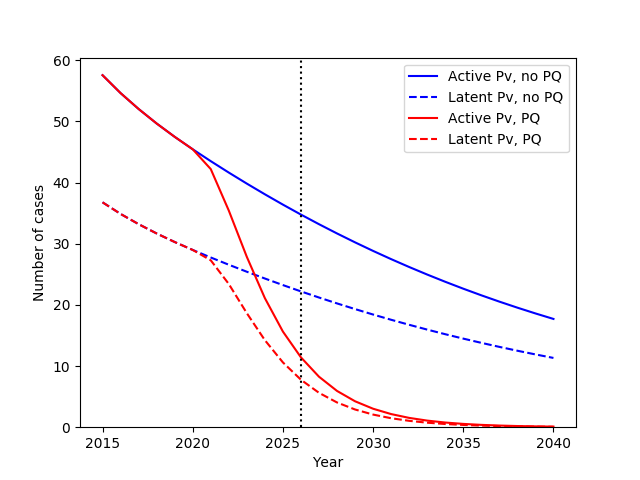 Active Pv, no PQ
Latent Pv, no PQ
Active Pv, PQ
Latent Pv, PQ
Number of cases
60
50
40
30
20
10
0
2015 2020 2025 2030 2035 2040
Year